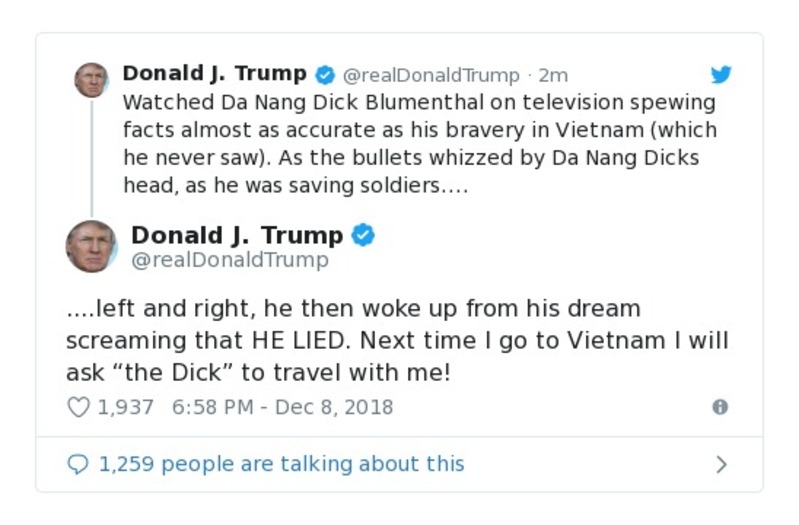 Donald J. Trump @realDonaldTrump · 2m
Watched Da Nang Dick Blumenthal on television spewing
facts almost as accurate as his bravery in Vietnam (which
he never saw). As the bullets whizzed by Da Nang Dicks
head, as he was saving soldiers....
Donald J. Trump
@realDonaldTrump
....left and right, he then woke up from his dream
screaming that HE LIED. Next time I go to Vietnam I will
ask “the Dick” to travel with me!
1,937 6:58 PM - Dec 8, 2018
1,259 people are talking about this